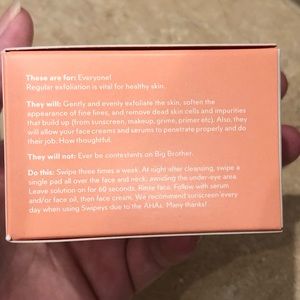 These are for: Everyone!
Regular exfoliation is vital for healthy skin.
They will: Gently and evenly exfoliate the skin, soften the
appearance of fine lines, and remove dead skin cells and impurities
that build up (from sunscreen, makeup, grime, primer etc). Also, they
will allow your face creams and serums to penetrate properly and do
their job: How thoughtful!
They will not: Ever be contestants on Big Brother.
Do this: Swipe three times a week. At night after cleansing, swipe a
single pad all over the face and neck, avoiding the under-eye area.
Leave solution on for 60 seconds. Rinse face. Follow with serum
and/or face oil, then face cream. We recommend sunscreen every
day when using Swipeys due to the AHAs. Many thanks!